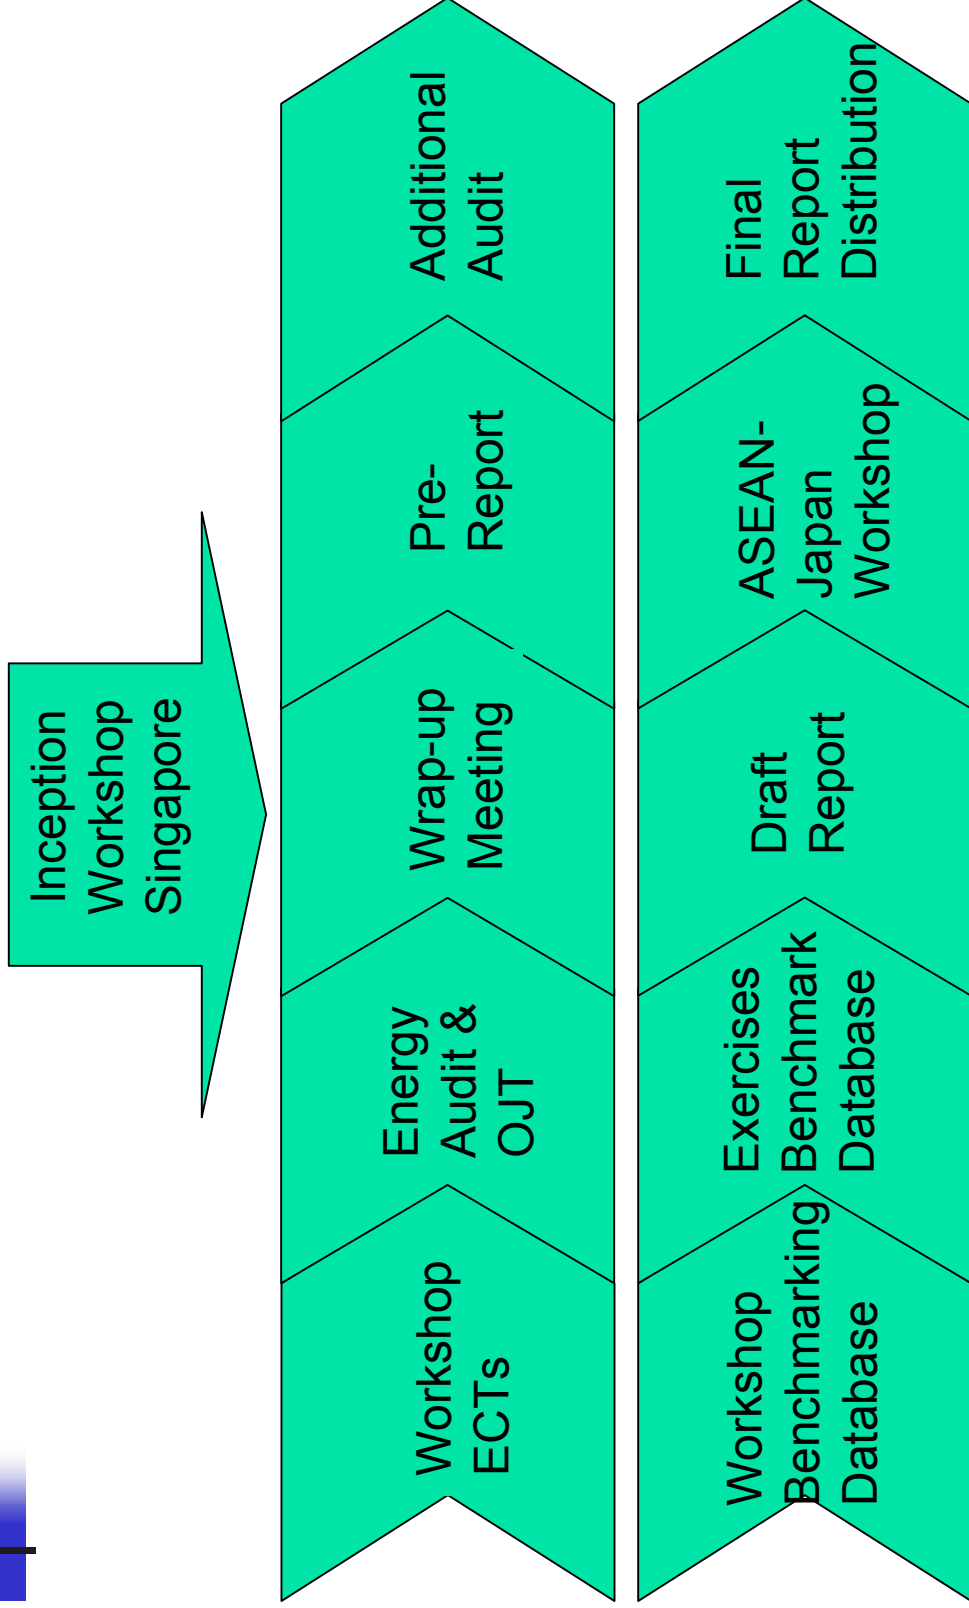 Inception
Workshop
Singapore
Workshop
ECTs
Energy
Audit &
OJT
Wrap-up
Meeting
Pre-
Report
Additional
Audit
Workshop
Benchmarking
Database
Exercises
Benchmark
Database
Draft
Report
ASEAN-
Japan
Workshop
Final
Report
Distribution